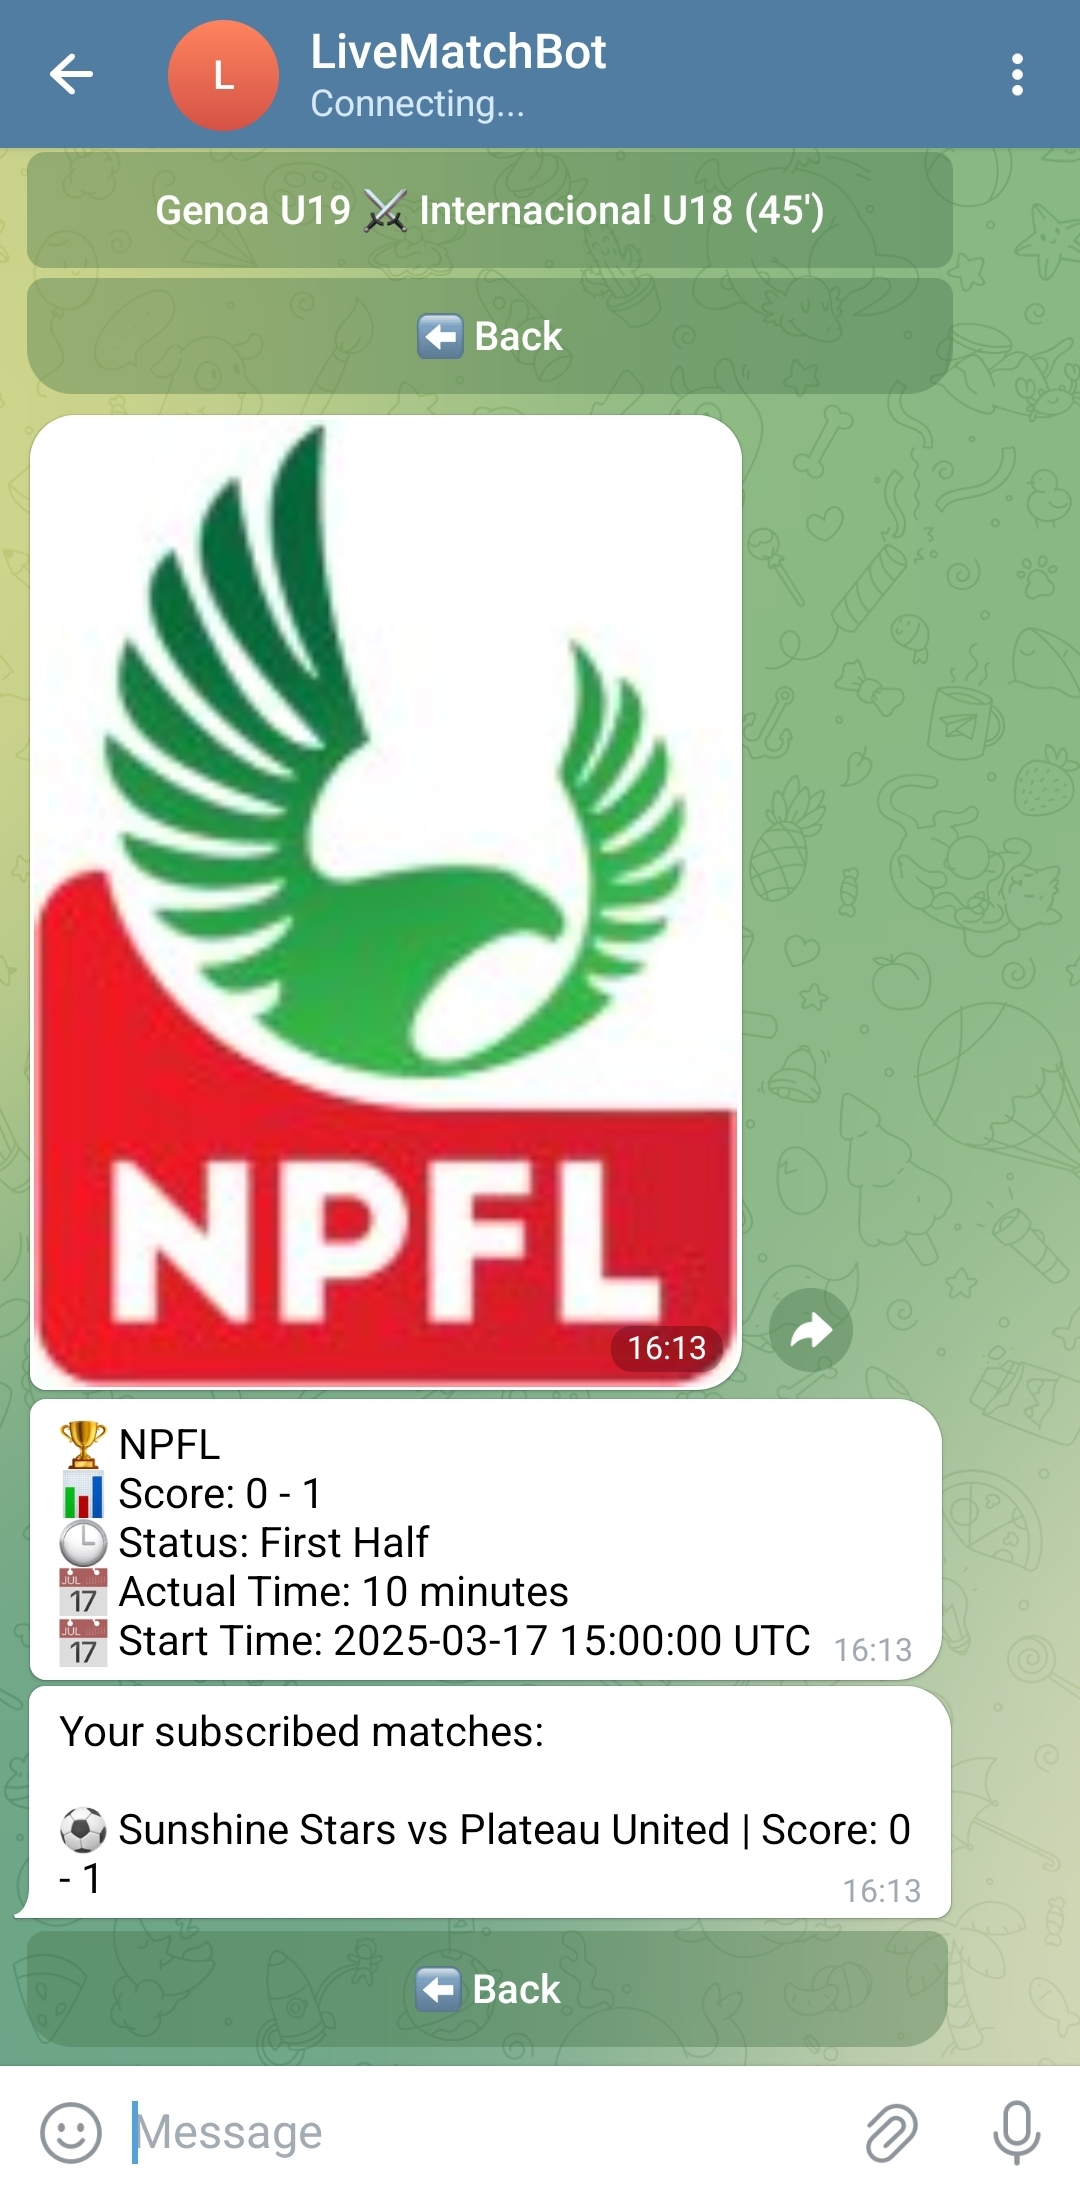 L
LiveMatchBot
Connecting...
Genoa U19 ⚔️ Internacional U18 (45')
⬅️ Back
NPFL
16:13
🏆 NPFL
📊 Score: 0 - 1
🕒 Status: First Half
📅 Actual Time: 10 minutes
📅 Start Time: 2025-03-17 15:00:00 UTC 16:13
Your subscribed matches:
⚽ Sunshine Stars vs Plateau United | Score: 0
- 1
16:13
⬅️ Back
Message